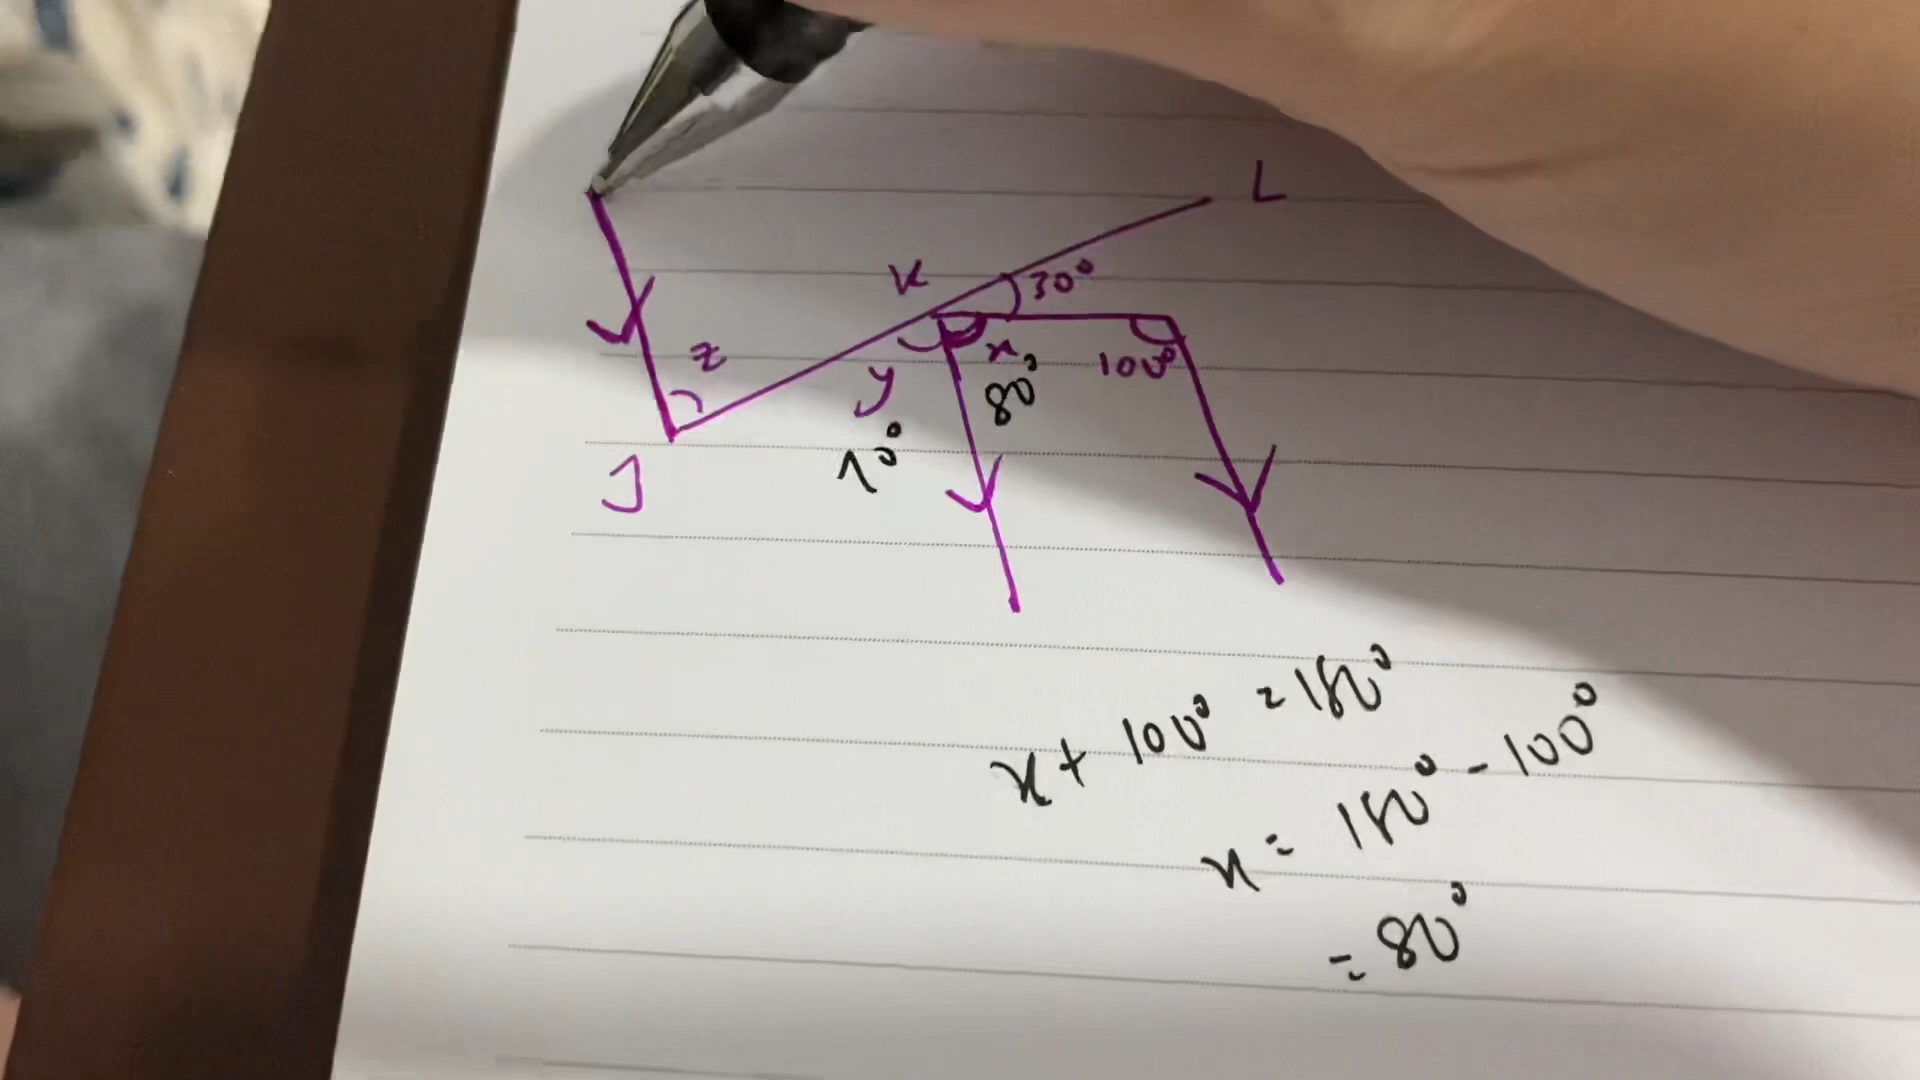 L
K
30°
z
x
100°
y
80°
70°
J
x + 100° = 180°
x = 180° - 100°
= 80°